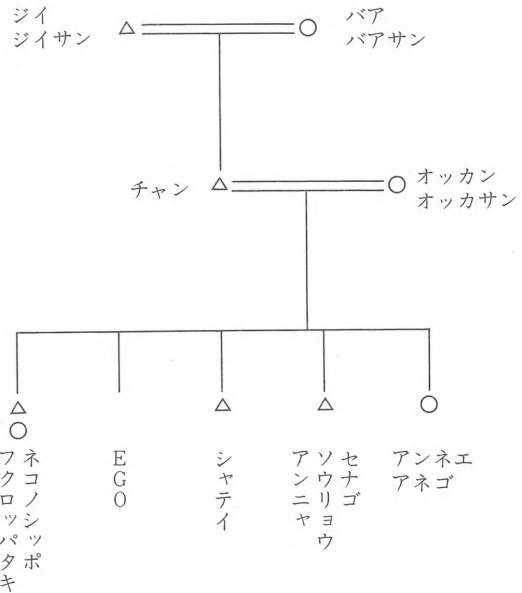 ジイ
ジイサン
バア
バアサン
チャン
オッカン
オッカサン
ネコノシッポ
フクロッパタキ
EGO
シャテイ
セナゴ
ソウリョウ
アンニャ
アンネエ
アネゴ